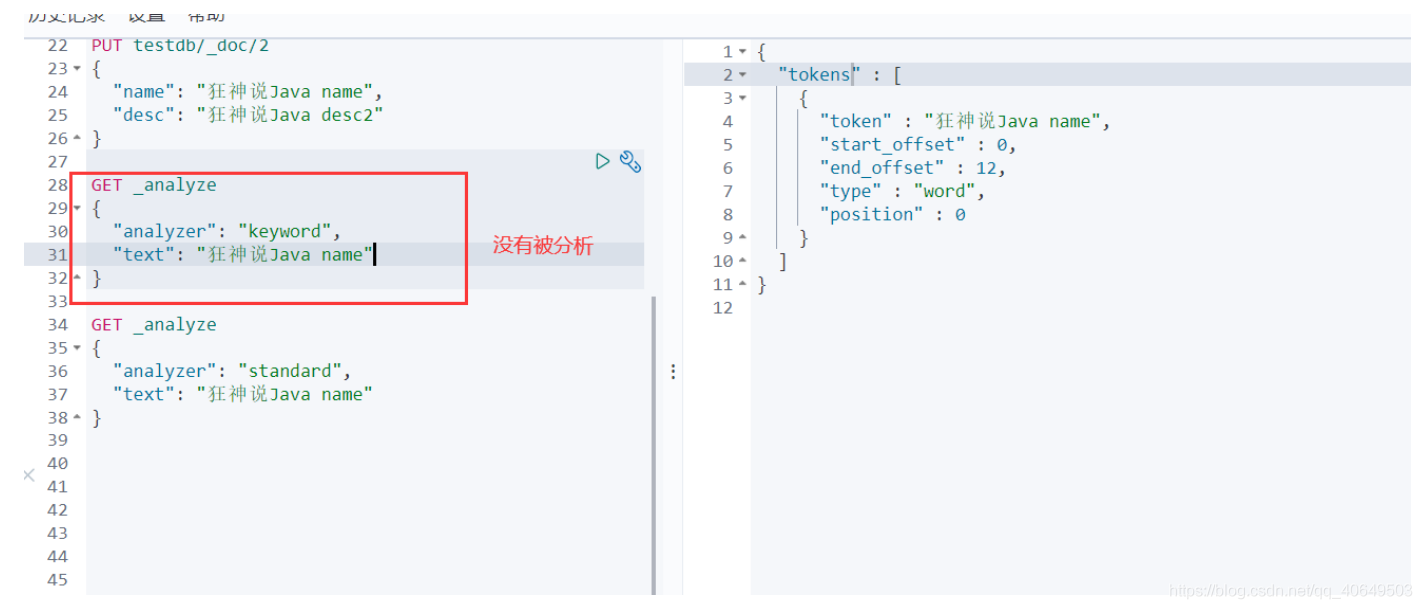 历史记录 设置 帮助
22 PUT testdb/_doc/2
23 {
24 "name": "狂神说Java name",
25 "desc": "狂神说Java desc2"
26 }
27
28 GET _analyze
29 {
30 "analyzer": "keyword",
31 "text": "狂神说Java name"
32 }
33
34 GET _analyze
35 {
36 "analyzer": "standard",
37 "text": "狂神说Java name"
38 }
39
40
41
42
43
44
45
没有被分析
1 {
2 "tokens" : [
3 {
4 "token" : "狂神说Java name",
5 "start_offset" : 0,
6 "end_offset" : 12,
7 "type" : "word",
8 "position" : 0
9 }
10 ]
11 }
12
https://blog.csdn.net/qq_40649503